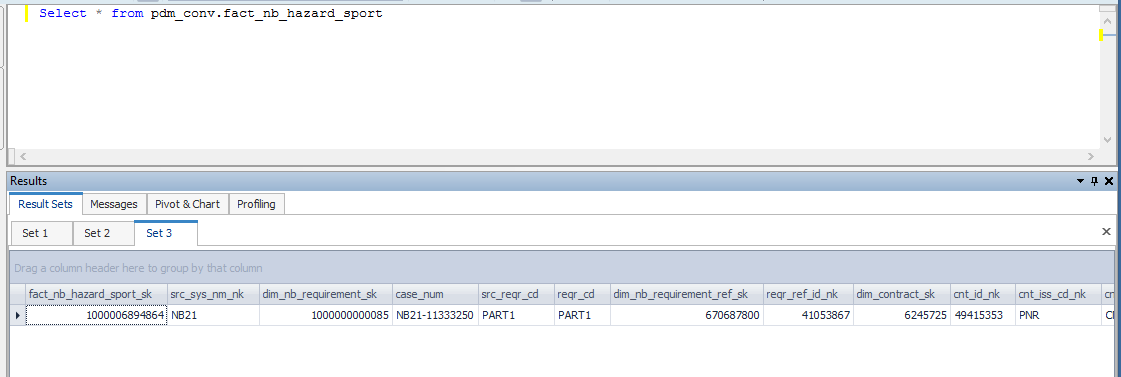 Select * from pdm_conv.fact_nb_hazard_sport
Results
Result Sets Messages Pivot & Chart Profiling
Set 1 Set 2 Set 3
Drag a column header here to group by that column
fact_nb_hazard_sport_sk src_sys_nm_nk dim_nb_requirement_sk case_num src_reqr_cd reqr_cd dim_nb_requirement_ref_sk reqr_ref_id_nk dim_contract_sk cnt_id_nk cnt_iss_cd_nk
1000006894864 NB21 1000000000085 NB21-11333250 PART1 PART1 670687800 41053867 6245725 49415353 PNR